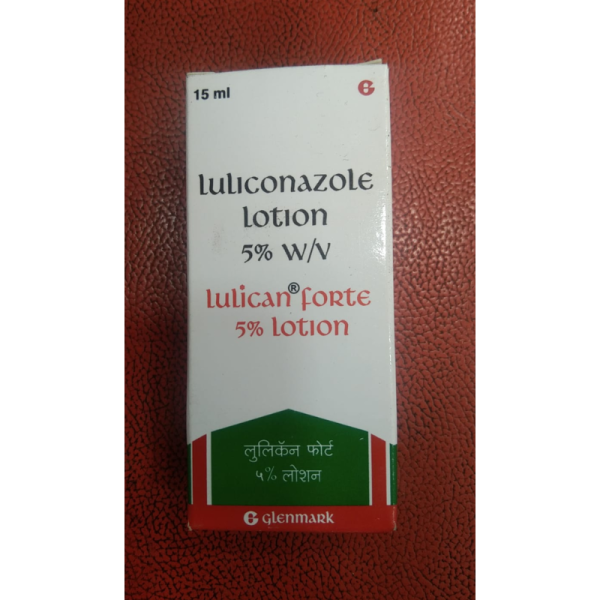 15 ml
Luliconazole
Lotion
5% W/V
Lulican® Forte
5% Lotion
लुलिकॅन फोर्ट
५% लोशन
Glenmark